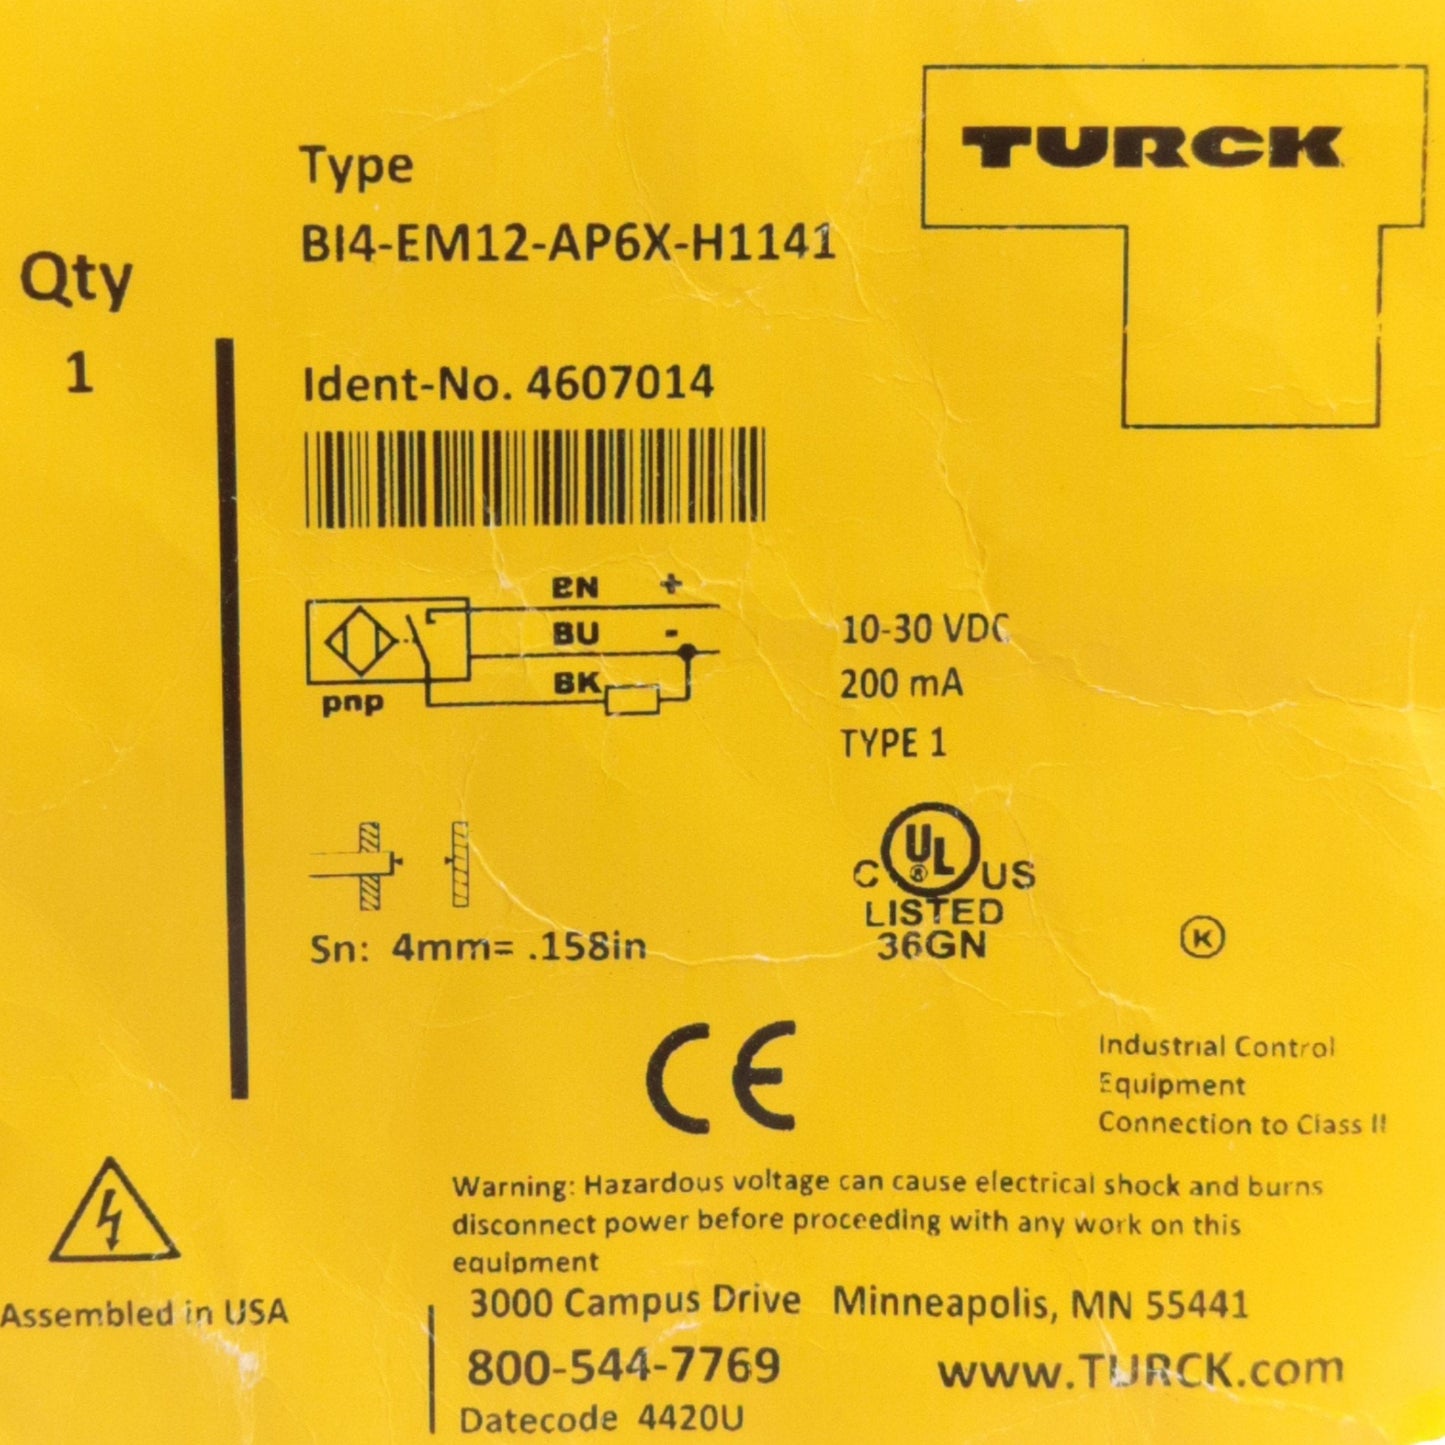 TURCK
Type
BI4-EM12-AP6X-H1141
Qty
1
Ident-No. 4607014
BN +
BU -
BK
pnp
10-30 VDC
200 mA
TYPE 1
Sn: 4mm= .158in
C UL® US
LISTED
36GN
K
CE
Industrial Control
Equipment
Connection to Class II
Warning: Hazardous voltage can cause electrical shock and burns
disconnect power before proceeding with any work on this
equipment
Assembled in USA
3000 Campus Drive Minneapolis, MN 55441
800-544-7769 www.TURCK.com
Datecode 4420U